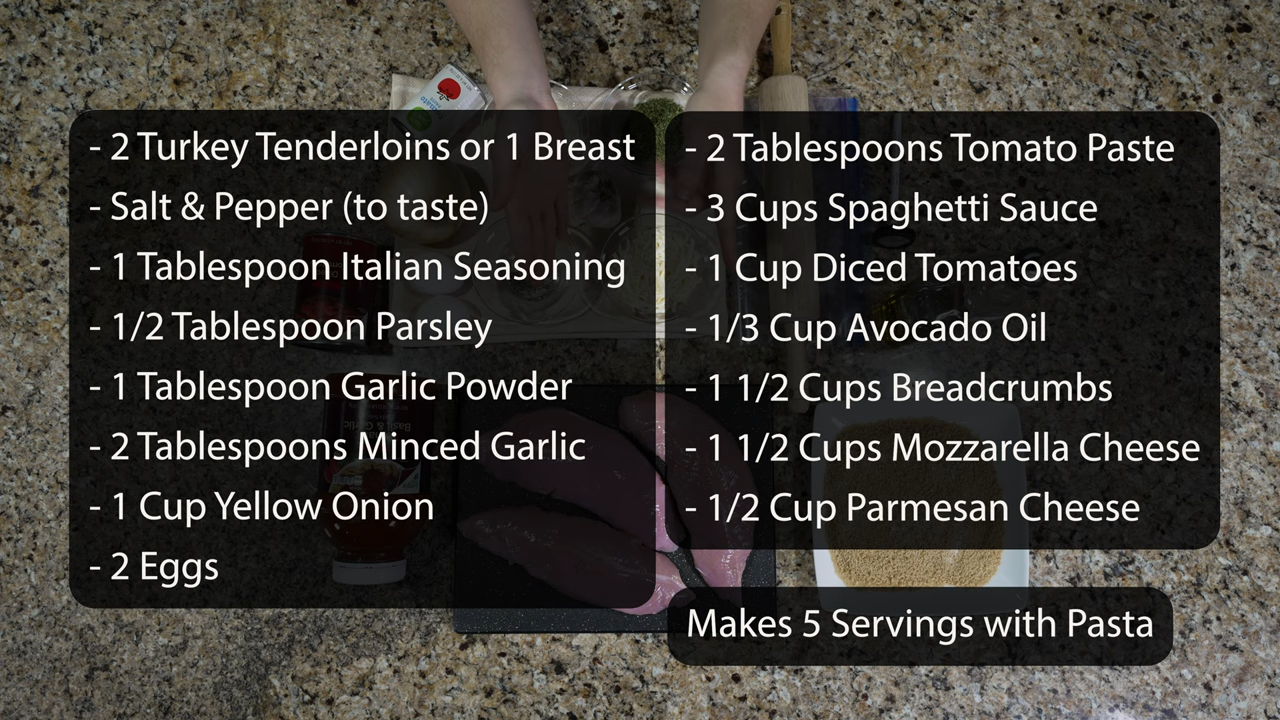 - 2 Turkey Tenderloins or 1 Breast
- Salt & Pepper (to taste)
- 1 Tablespoon Italian Seasoning
- 1/2 Tablespoon Parsley
- 1 Tablespoon Garlic Powder
- 2 Tablespoons Minced Garlic
- 1 Cup Yellow Onion
- 2 Eggs
- 2 Tablespoons Tomato Paste
- 3 Cups Spaghetti Sauce
- 1 Cup Diced Tomatoes
- 1/3 Cup Avocado Oil
- 1 1/2 Cups Breadcrumbs
- 1 1/2 Cups Mozzarella Cheese
- 1/2 Cup Parmesan Cheese
Makes 5 Servings with Pasta